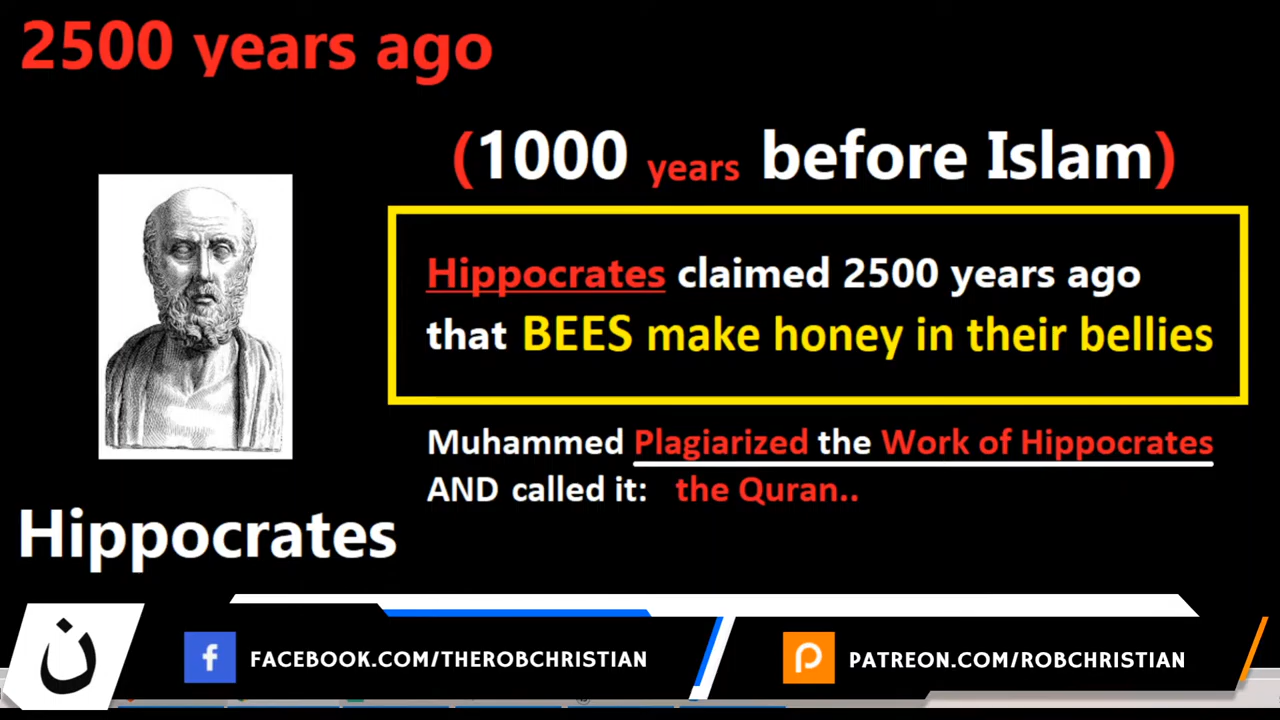 2500 years ago
(1000 years before Islam)
Hippocrates claimed 2500 years ago
that BEES make honey in their bellies
Muhammed Plagiarized the Work of Hippocrates
AND called it: the Quran..
Hippocrates
ن
f
FACEBOOK.COM/THEROBCHRISTIAN
PATREON.COM/ROBCHRISTIAN